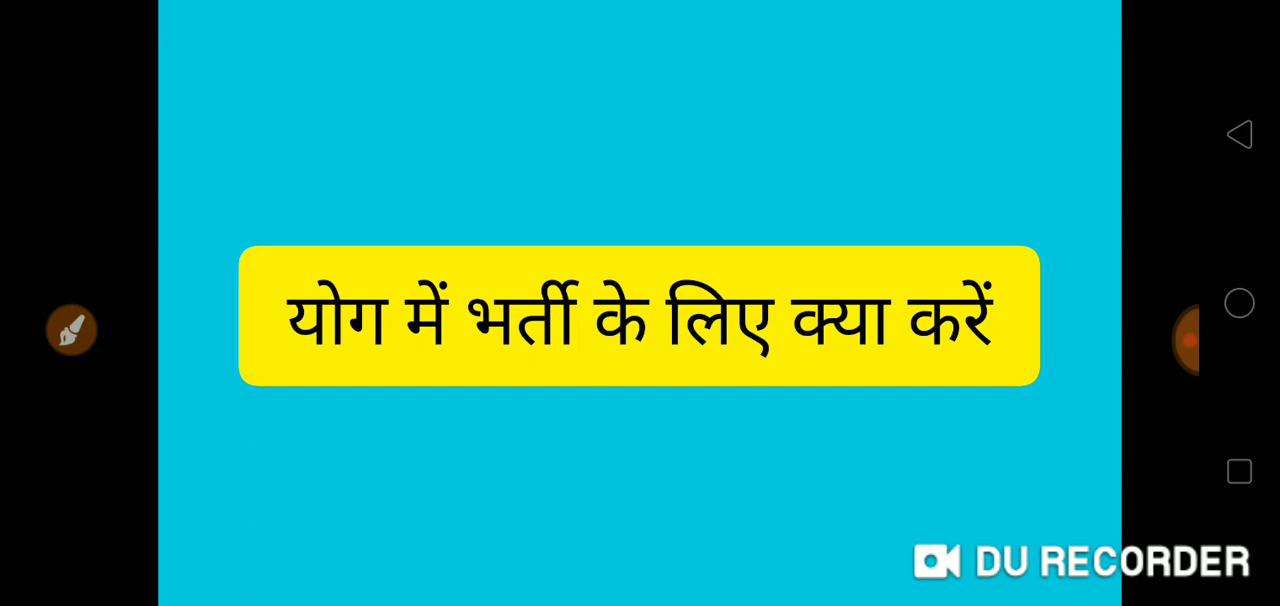 योग में भर्ती के लिए क्या करें
DU RECORDER